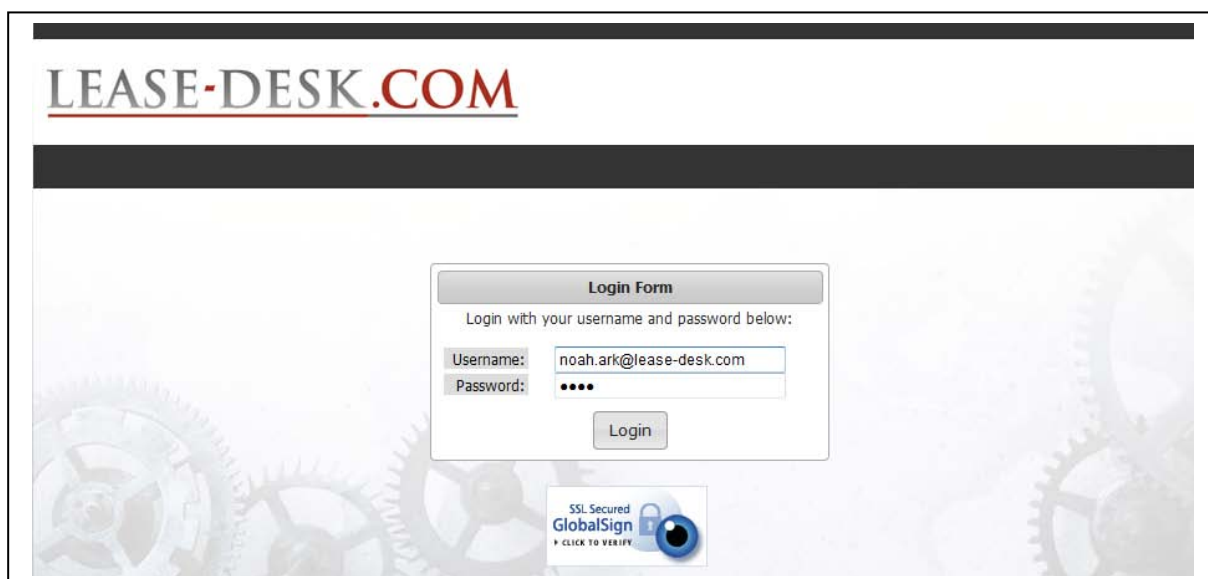 LEASE-DESK.COM
Login Form
Login with your username and password below:
Username: noah.ark@lease-desk.com
Password: ••••
Login
SSL Secured
GlobalSign
CLICK TO VERIFY